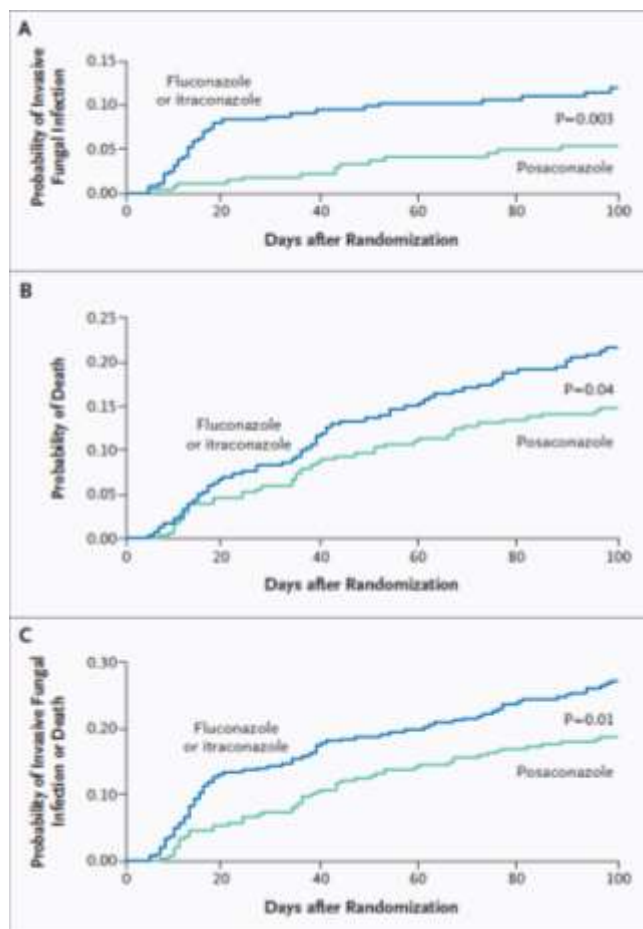 A
Probability of Invasive
Fungal Infection
0.15
0.10
0.05
0.00
Fluconazole
or itraconazole
P=0.003
Posaconazole
0 20 40 60 80 100
Days after Randomization
B
Probability of Death
0.25
0.20
0.15
0.10
0.05
0.00
Fluconazole
or itraconazole
P=0.04
Posaconazole
0 20 40 60 80 100
Days after Randomization
C
Probability of Invasive Fungal
Infection or Death
0.30
0.20
0.10
0.00
Fluconazole
or itraconazole
P=0.01
Posaconazole
0 20 40 60 80 100
Days after Randomization